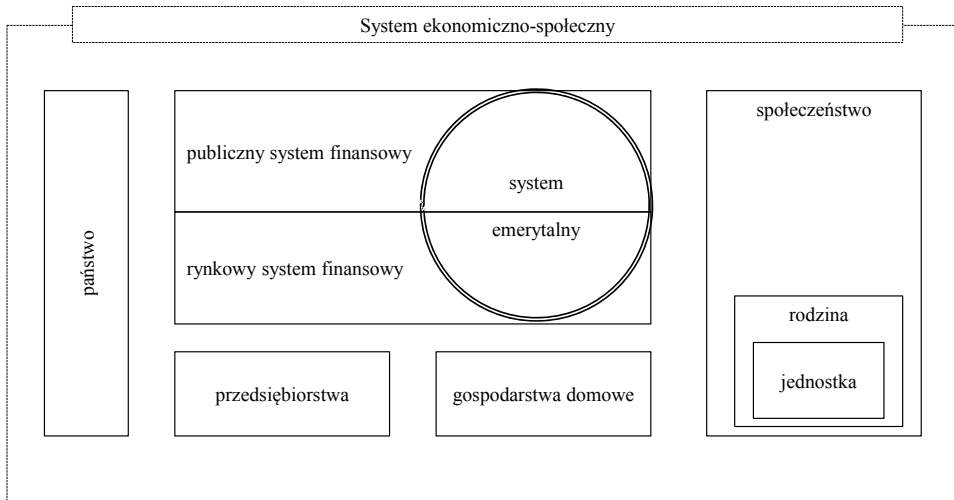 System ekonomiczno-społeczny
państwo
publiczny system finansowy
system
emerytalny
rynkowy system finansowy
przedsiębiorstwa
gospodarstwa domowe
społeczeństwo
rodzina
jednostka